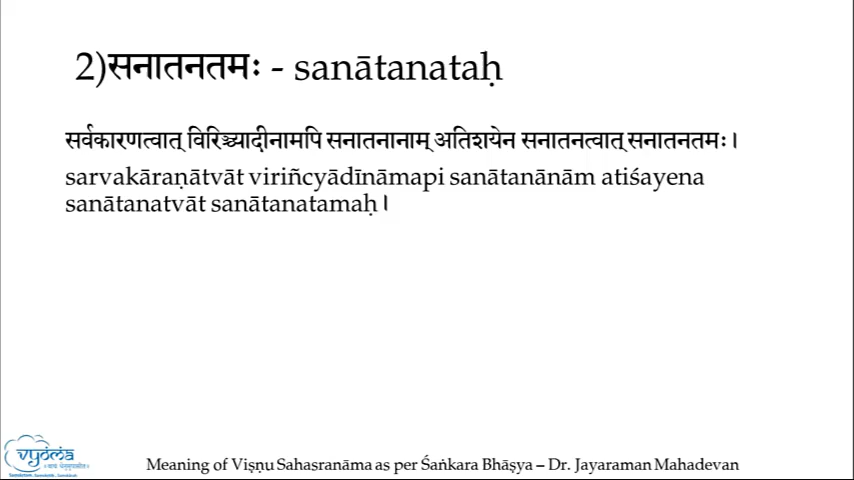 2)सनातनतमः - sanātanataḥ
सर्वकारणत्वात् विरिञ्च्यादीनामपि सनातनानाम् अतिशयेन सनातनत्वात् सनातनतमः।
sarvakāraṇātvāt viriñcyādīnāmapi sanātanānām atiśayena
sanātanatvāt sanātanatamaḥ।
vyoma
Meaning of Viṣṇu Sahasranāma as per Śaṅkara Bhāṣya – Dr. Jayaraman Mahadevan